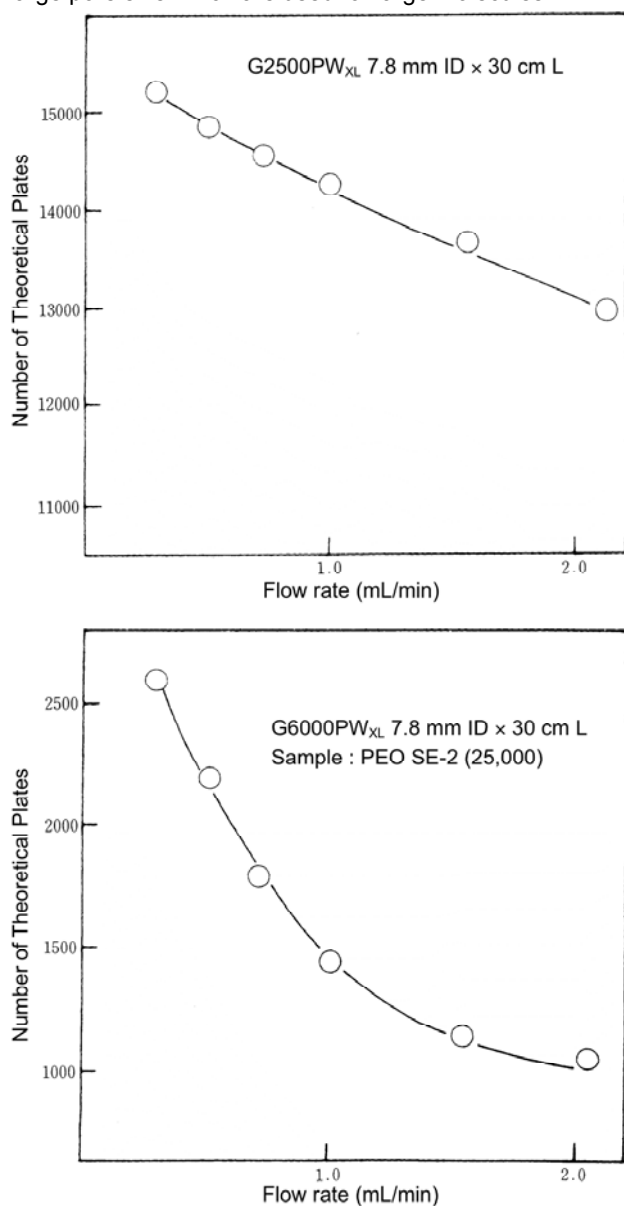 G2500PWXL 7.8 mm ID × 30 cm L
Number of Theoretical Plates
15000
14000
13000
12000
11000
1.0
2.0
Flow rate (mL/min)
G6000PWXL 7.8 mm ID × 30 cm L
Sample : PEO SE-2 (25,000)
Number of Theoretical Plates
2500
2000
1500
1000
1.0
2.0
Flow rate (mL/min)